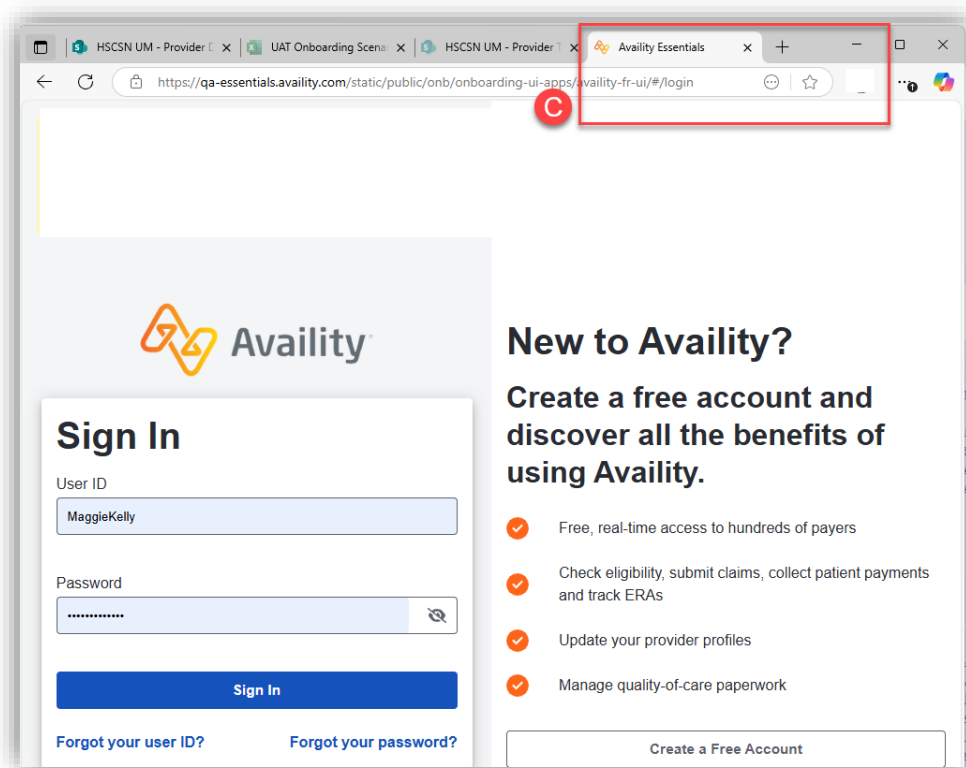 HSCSN UM - Provider D
UAT Onboarding Scena
HSCSN UM - Provider T
Availity Essentials
https://qa-essentials.availity.com/static/public/onb/onboarding-ui-apps/availity-fr-ui/#/login
C
Availity
Sign In
User ID
MaggieKelly
Password
•••••••••••••
Sign In
Forgot your user ID?
Forgot your password?
New to Availity?
Create a free account and
discover all the benefits of
using Availity.
Free, real-time access to hundreds of payers
Check eligibility, submit claims, collect patient payments
and track ERAs
Update your provider profiles
Manage quality-of-care paperwork
Create a Free Account